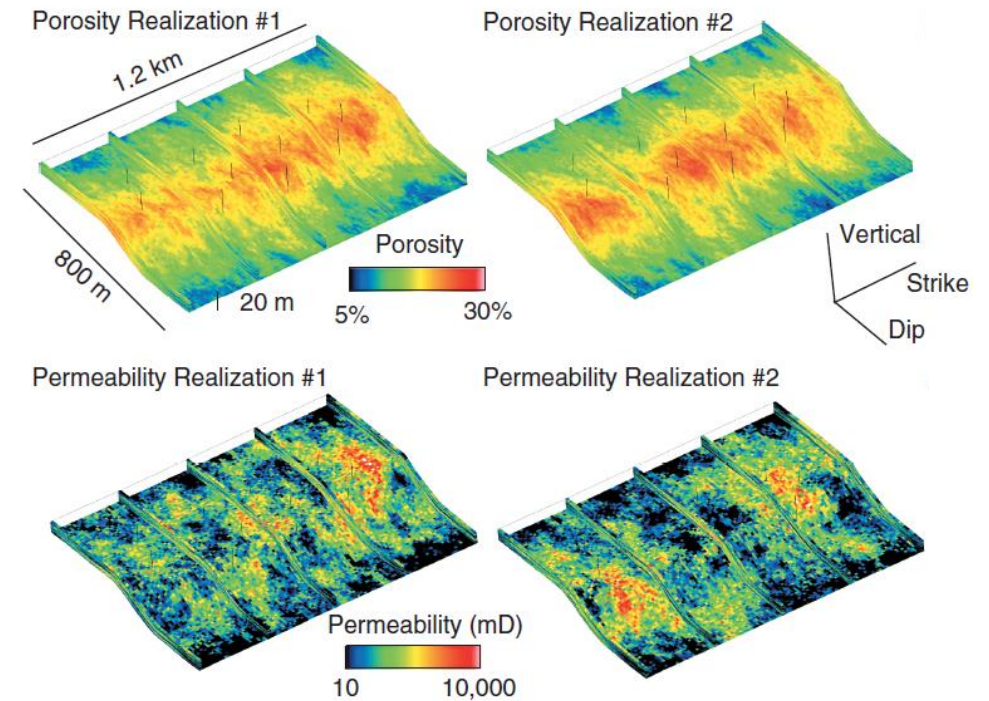 Porosity Realization #1
Porosity Realization #2
1.2 km
800 m
20 m
Porosity
5%
30%
Vertical
Strike
Dip
Permeability Realization #1
Permeability Realization #2
Permeability (mD)
10
10,000